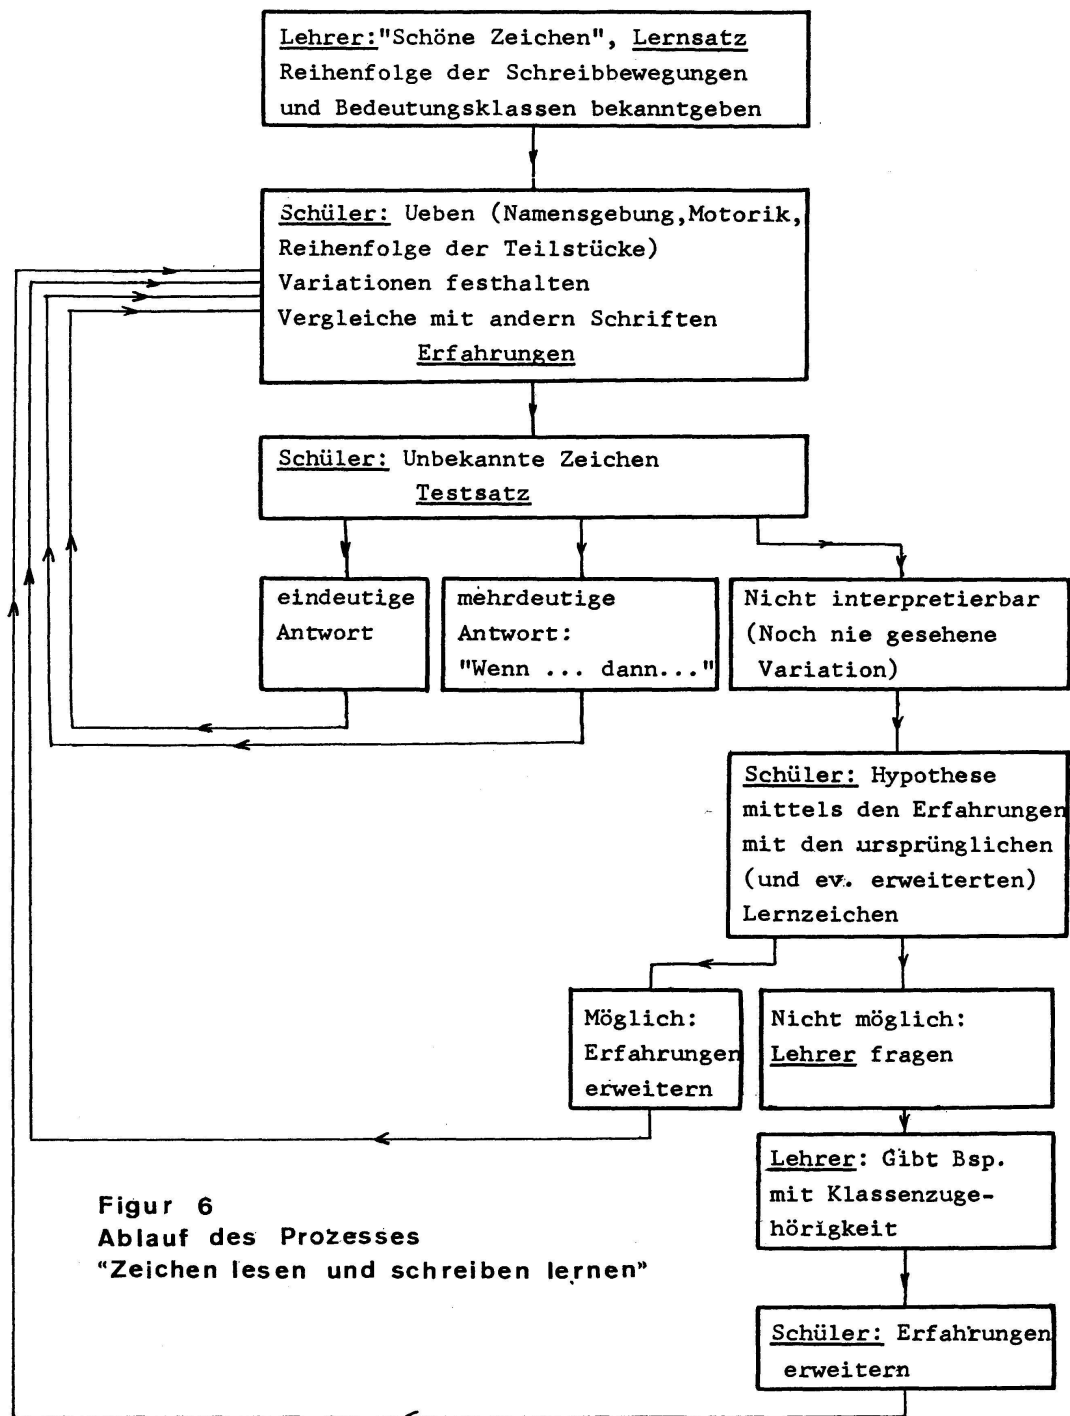 Lehrer:"Schöne Zeichen", Lernsatz
Reihenfolge der Schreibbewegungen
und Bedeutungsklassen bekanntgeben
Schüler: Ueben (Namensgebung,Motorik,
Reihenfolge der Teilstücke)
Variationen festhalten
Vergleiche mit andern Schriften
Erfahrungen
Schüler: Unbekannte Zeichen
Testsatz
eindeutige
Antwort
mehrdeutige
Antwort:
"Wenn ... dann..."
Nicht interpretierbar
(Noch nie gesehene
Variation)
Schüler: Hypothese
mittels den Erfahrungen
mit den ursprünglichen
(und ev. erweiterten)
Lernzeichen
Möglich:
Erfahrungen
erweitern
Nicht möglich:
Lehrer fragen
Lehrer: Gibt Bsp.
mit Klassenzuge-
hörigkeit
Schüler: Erfahrungen
erweitern
Figur 6
Ablauf des Prozesses
"Zeichen lesen und schreiben lernen"